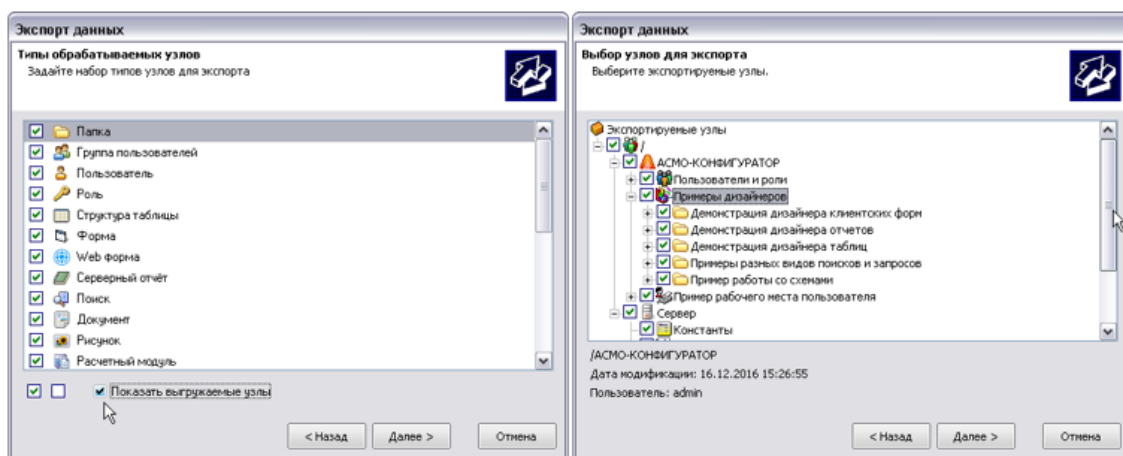 Экспорт данных
Типы обрабатываемых узлов
Задайте набор типов узлов для экспорта
Папка
Группа пользователей
Пользователь
Роль
Структура таблицы
Форма
Web форма
Серверный отчёт
Поиск
Документ
Рисунок
Расчетный модуль
Показать выгружаемые узлы
< Назад
Далее >
Отмена
Экспорт данных
Выбор узлов для экспорта
Выберите экспортируемые узлы.
Экспортируемые узлы
/
АСМО-КОНФИГУРАТОР
Пользователи и роли
Примеры дизайнеров
Демонстрация дизайнера клиентских форм
Демонстрация дизайнера отчетов
Демонстрация дизайнера таблиц
Примеры разных видов поисков и запросов
Пример работы со схемами
Пример рабочего места пользователя
Сервер
Константы
/АСМО-КОНФИГУРАТОР
Дата модификации: 16.12.2016 15:26:55
Пользователь: admin
< Назад
Далее >
Отмена